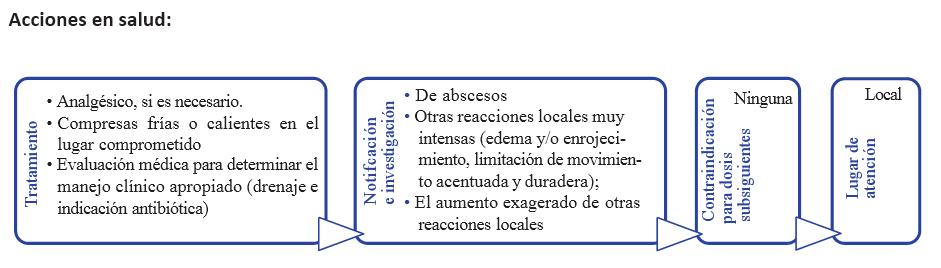 Acciones en salud:
Tratamiento
• Analgésico, si es necesario.
• Compresas frías o calientes en el
lugar comprometido
• Evaluación médica para determinar el
manejo clínico apropiado (drenaje e
indicación antibiótica)
Notifcación
e investigación
• De abscesos
• Otras reacciones locales muy
intensas (edema y/o enrojeci-
miento, limitación de movimien-
to acentuada y duradera);
• El aumento exagerado de otras
reacciones locales
Contraindicación
para dosis
subsiguientes
Ninguna
Lugar de
atención
Local